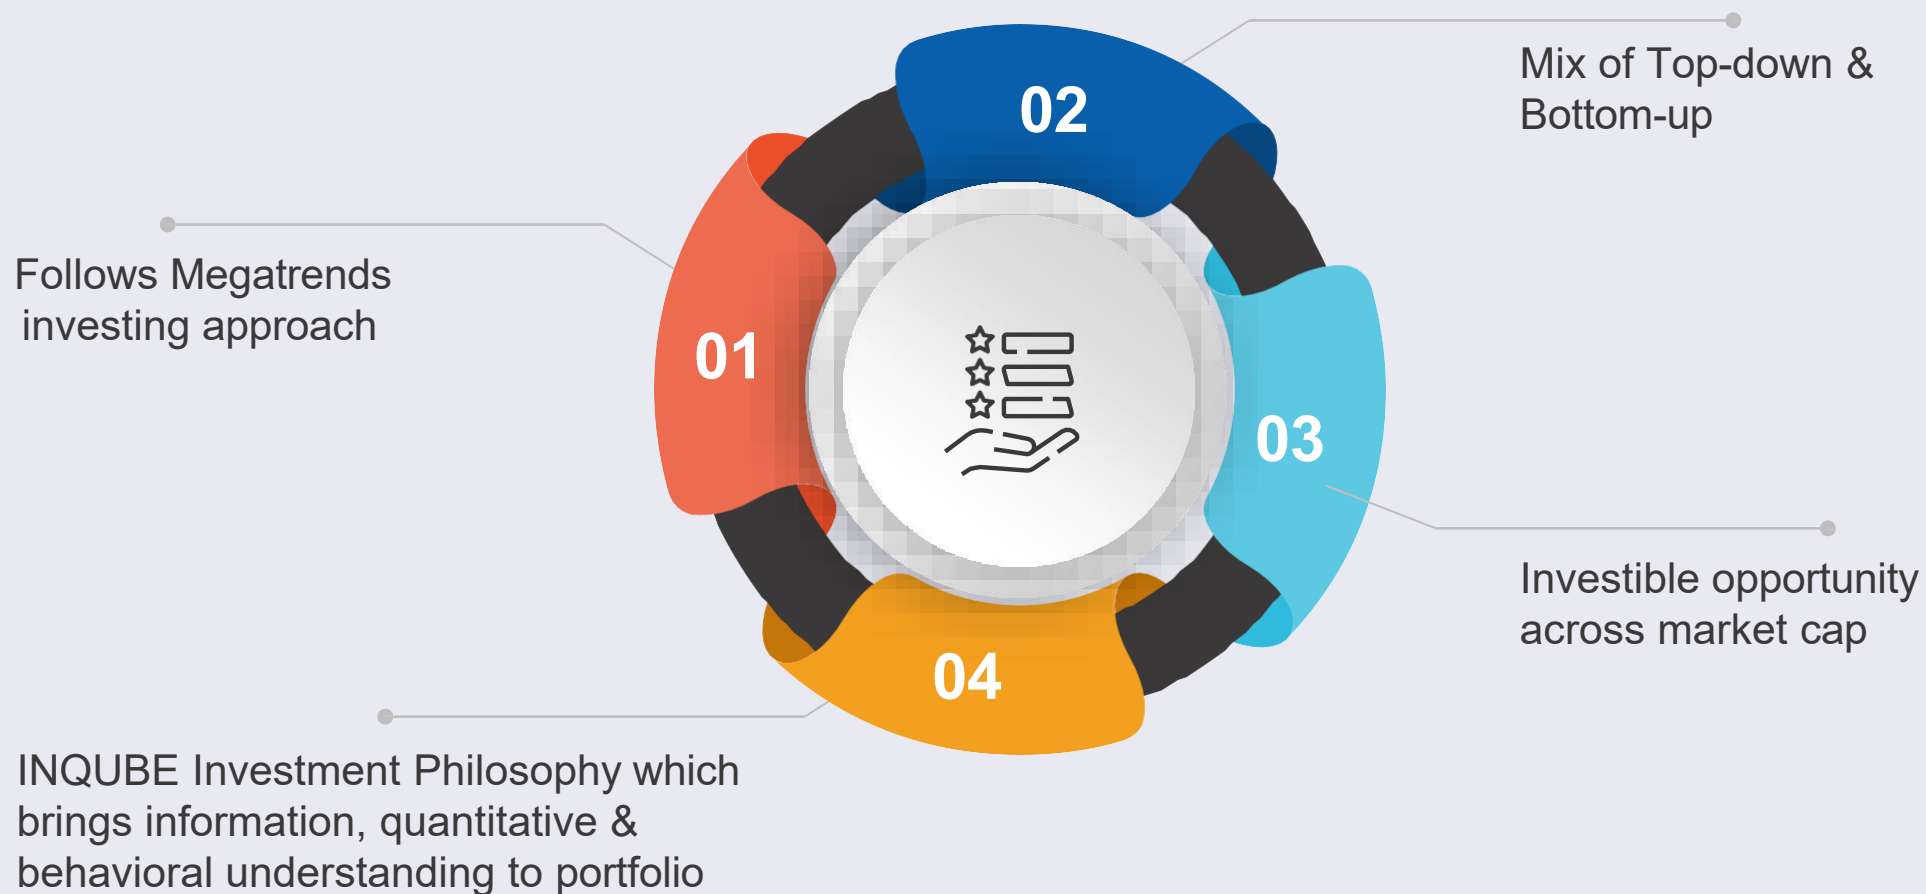 01
Follows Megatrends
investing approach
02
Mix of Top-down &
Bottom-up
03
Investible opportunity
across market cap
04
INQUBE Investment Philosophy which
brings information, quantitative &
behavioral understanding to portfolio